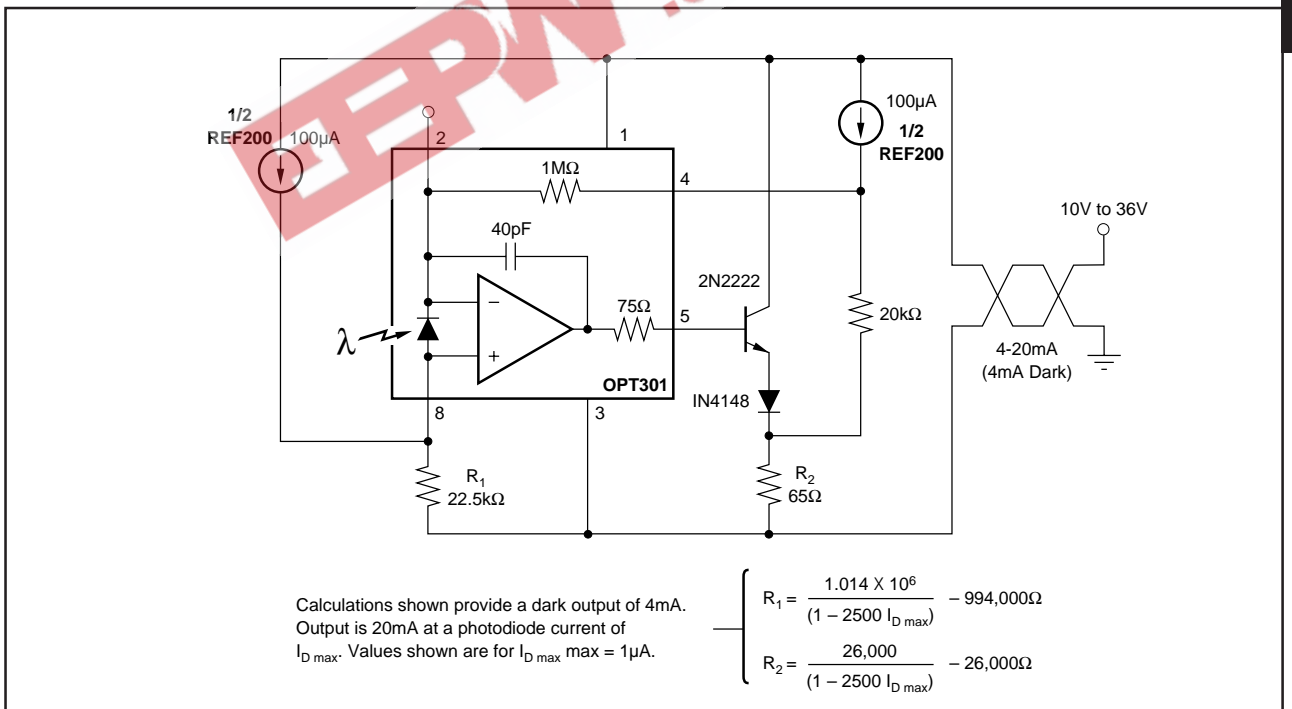 1/2
REF200
100µA
2
1
100µA
1/2
REF200
1MΩ
4
10V to 36V
40pF
2N2222
75Ω
5
20kΩ
λ
–
+
4-20mA
(4mA Dark)
OPT301
IN4148
8
3
R1
22.5kΩ
R2
65Ω
Calculations shown provide a dark output of 4mA.
Output is 20mA at a photodiode current of
ID max. Values shown are for ID max max = 1µA.
R1 = 1.014 X 10⁶ / (1 – 2500 ID max) – 994,000Ω
R2 = 26,000 / (1 – 2500 ID max) – 26,000Ω